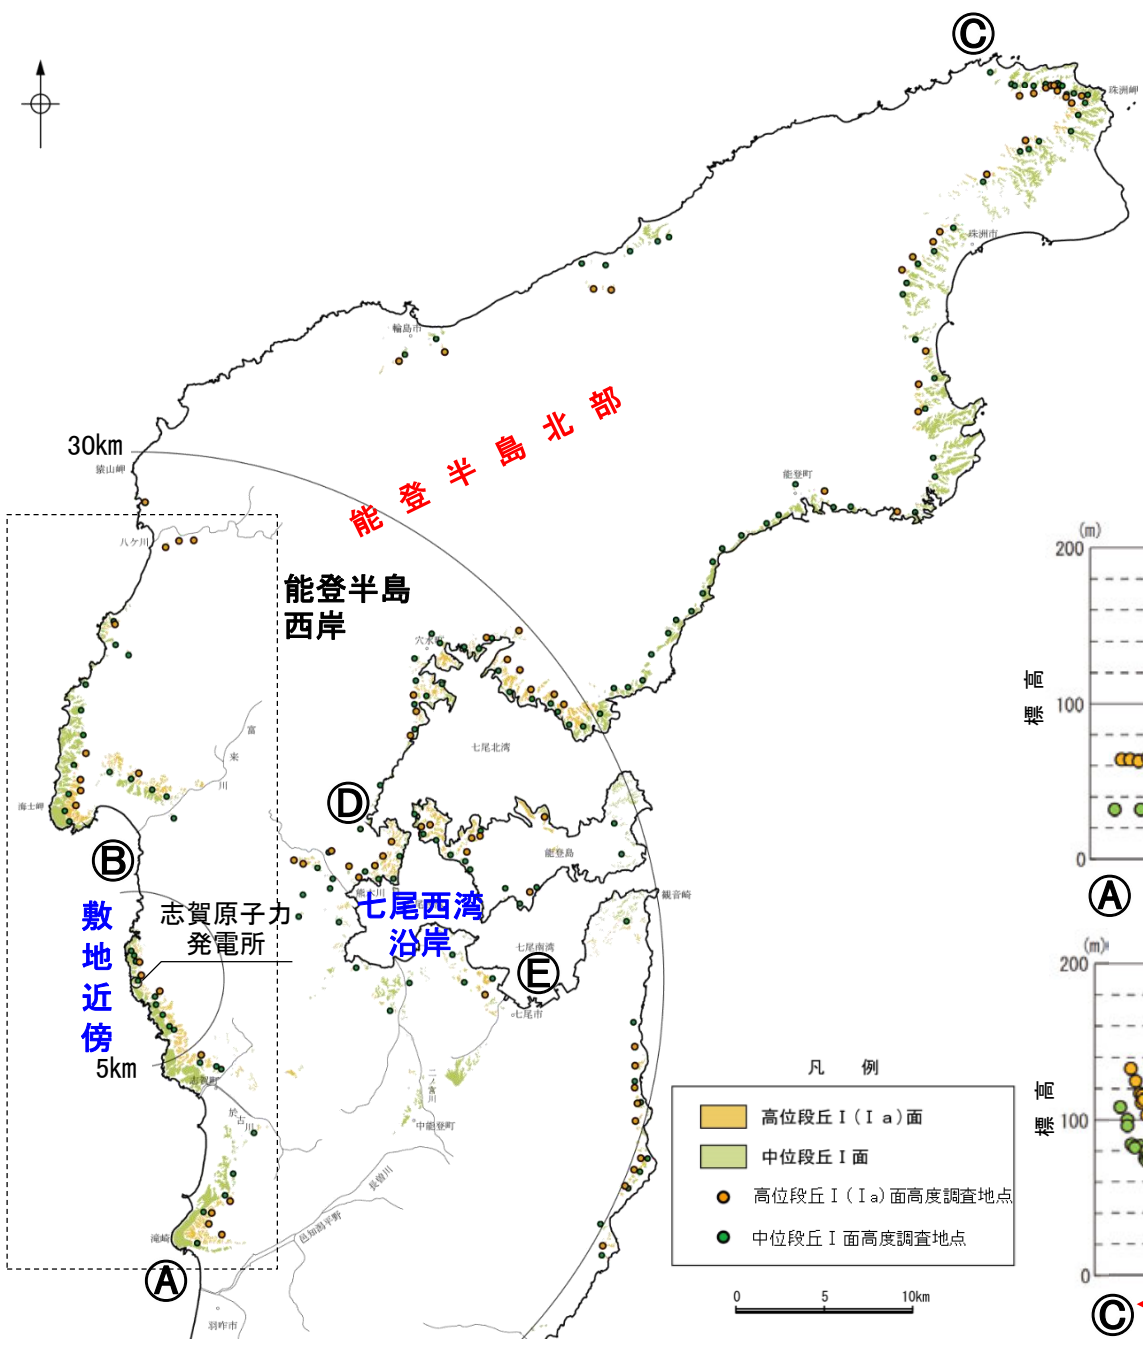 Ⓒ
珠洲岬
珠洲市
輪島市
能登半島北部
30km
猿山岬
能登町
八ケ川
能登半島
西岸
穴水町
富来川
七尾北湾
海士岬
Ⓓ
Ⓑ
能登島
熊木川
観音崎
七尾西湾
沿岸
敷地近傍
志賀原子力
発電所
七尾南湾
Ⓔ
七尾市
5km
志賀町
於古川
二ノ宮川
中能登町
長曽川
邑知潟平野
滝崎
Ⓐ
羽咋市
凡 例
高位段丘Ⅰ(Ⅰa)面
中位段丘Ⅰ面
高位段丘Ⅰ(Ⅰa)面高度調査地点
中位段丘Ⅰ面高度調査地点
0 5 10km
(m)
200
標高
100
0
Ⓐ
(m)
200
標高
100
0
Ⓒ